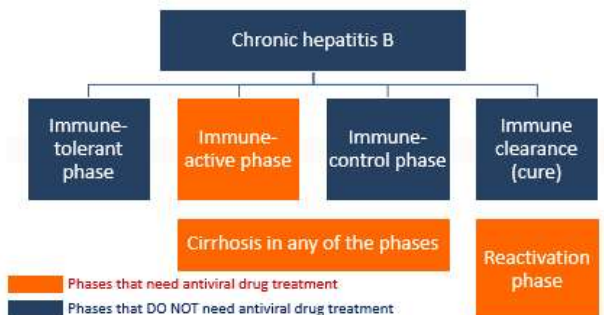 Chronic hepatitis B
Immune-
tolerant
phase
Immune-
active phase
Immune-
control phase
Immune
clearance
(cure)
Cirrhosis in any of the phases
Reactivation
phase
Phases that need antiviral drug treatment
Phases that DO NOT need antiviral drug treatment